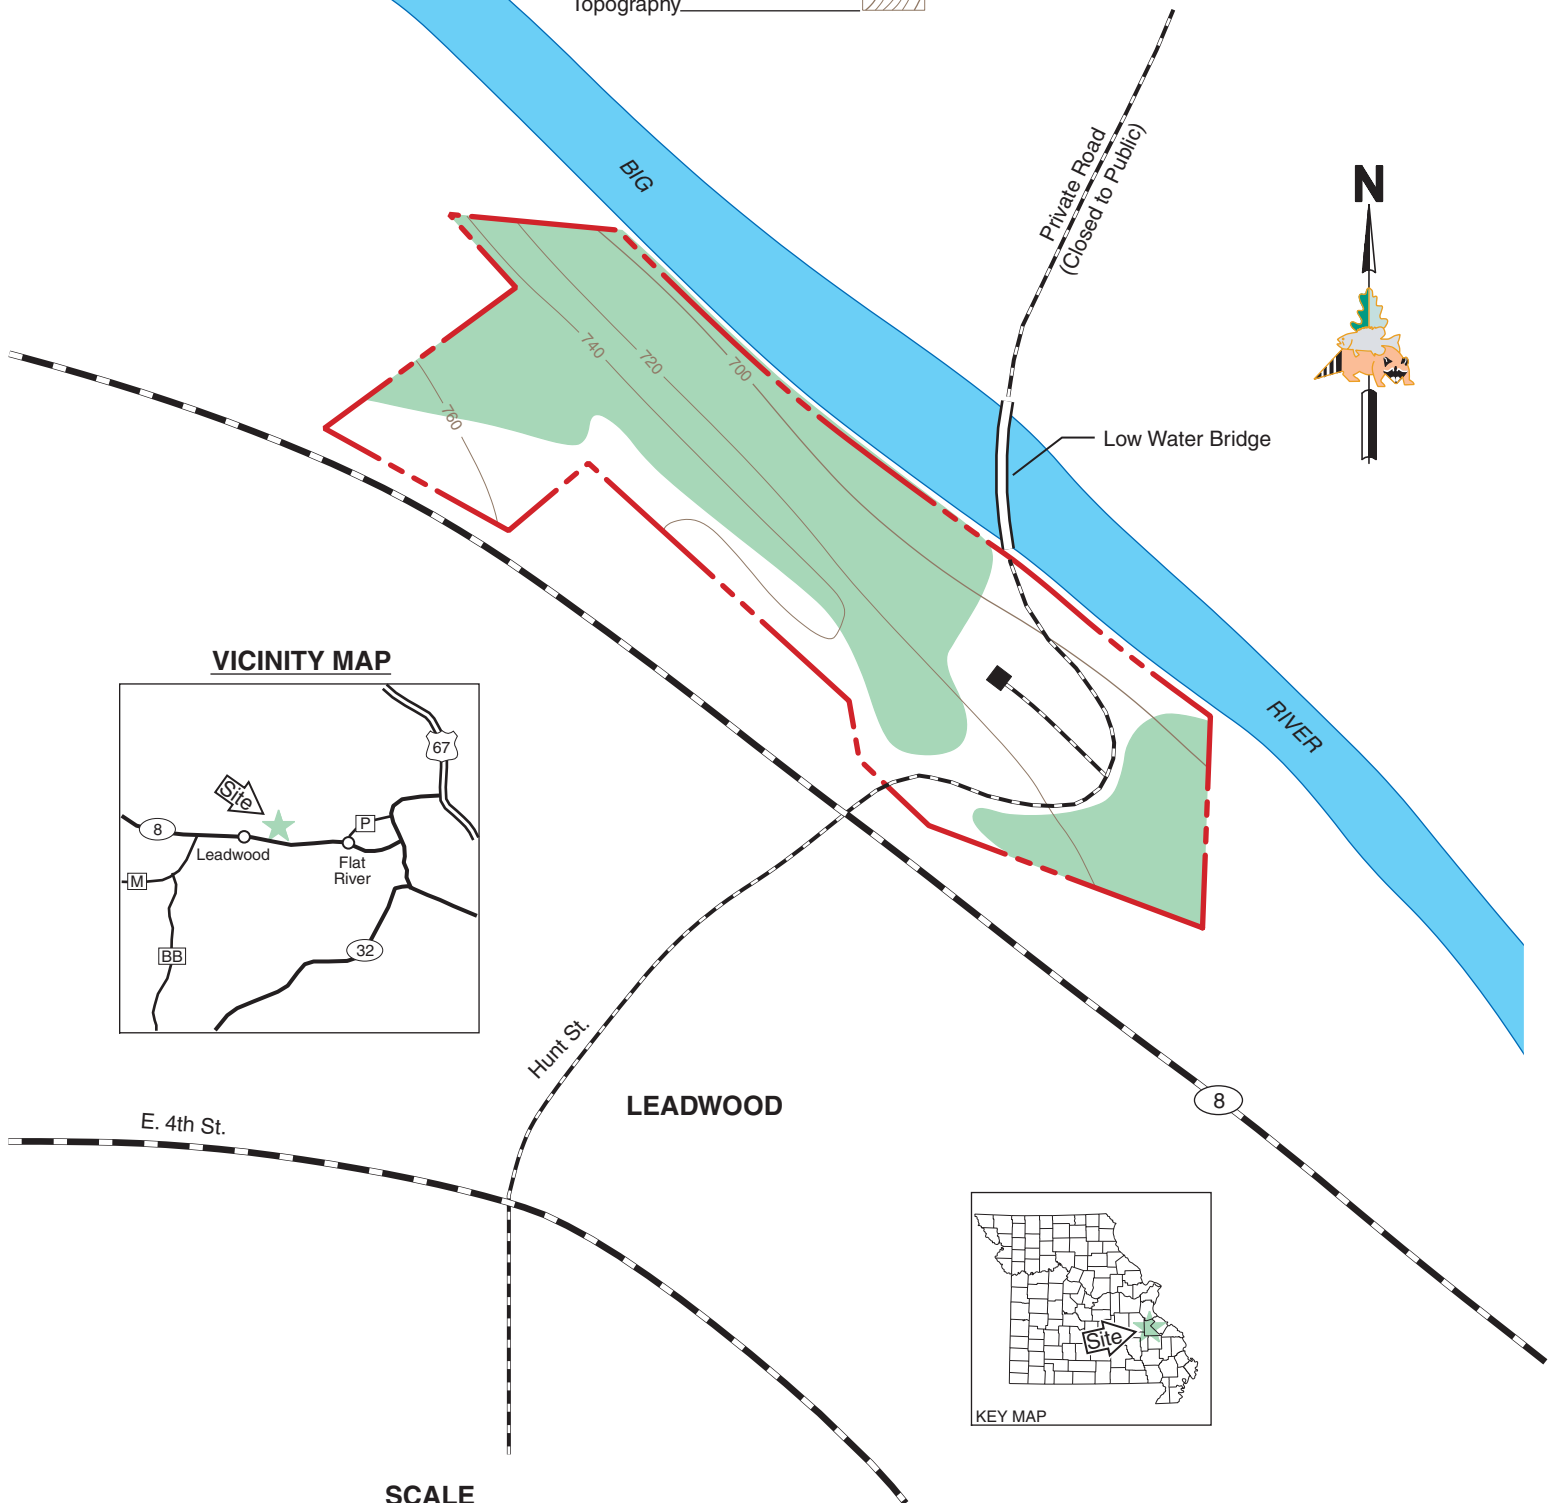 Topography
BIG
Private Road
(Closed to Public)
N
740
720
700
760
Low Water Bridge
RIVER
VICINITY MAP
67
Site
8
P
Leadwood
Flat
River
M
BB
32
Hunt St.
LEADWOOD
8
E. 4th St.
Site
KEY MAP
SCALE